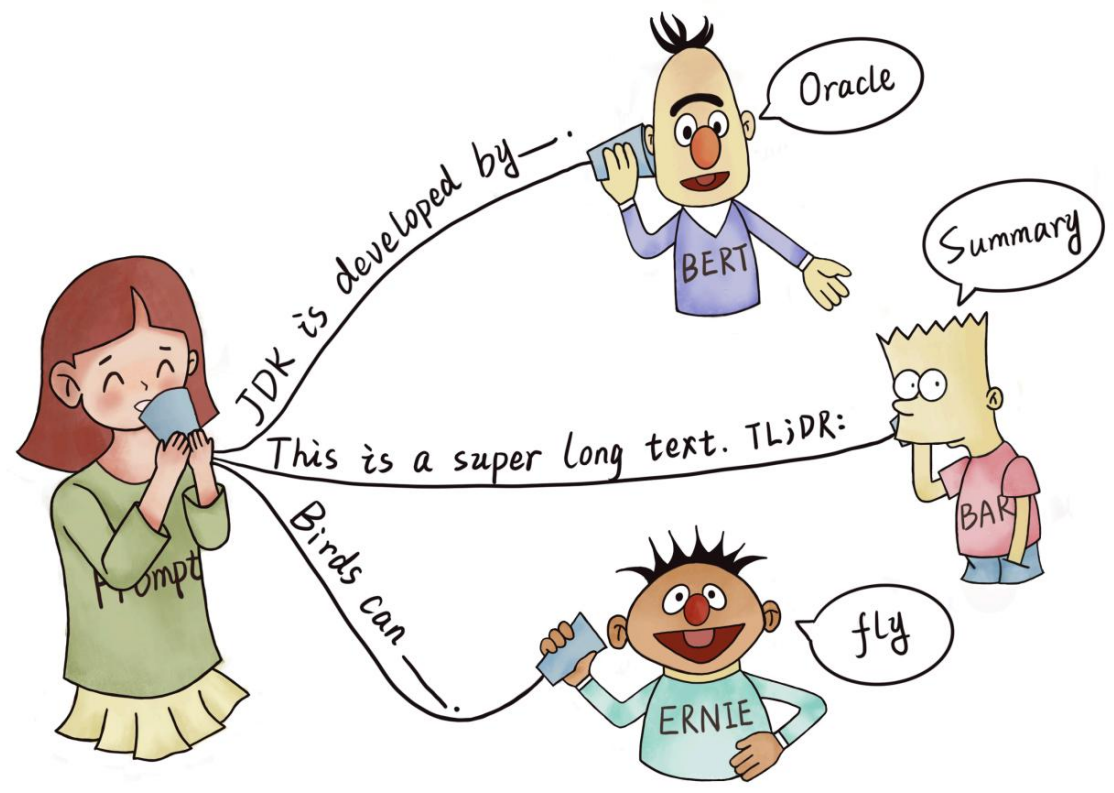 Oracle
JDK is developed by—.
BERT
Summary
This is a super long text. TL;DR:
BAR
Prompt
Birds can —.
fly
ERNIE